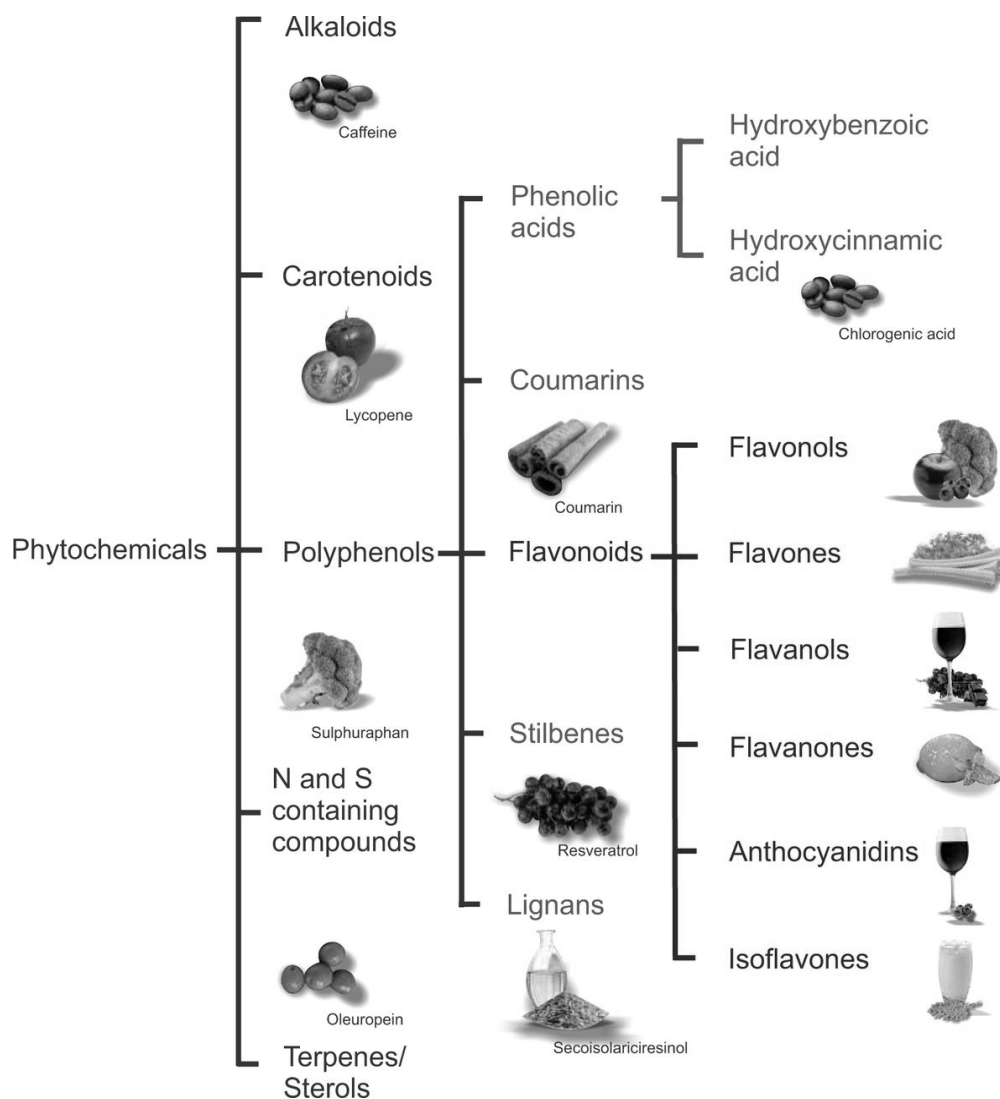 Alkaloids
Caffeine
Carotenoids
Lycopene
Phytochemicals
Polyphenols
Sulphuraphan
N and S
containing
compounds
Oleuropein
Terpenes/
Sterols
Phenolic
acids
Coumarins
Coumarin
Flavonoids
Stilbenes
Resveratrol
Lignans
Secoisolariciresinol
Hydroxybenzoic
acid
Hydroxycinnamic
acid
Chlorogenic acid
Flavonols
Flavones
Flavanols
Flavanones
Anthocyanidins
Isoflavones